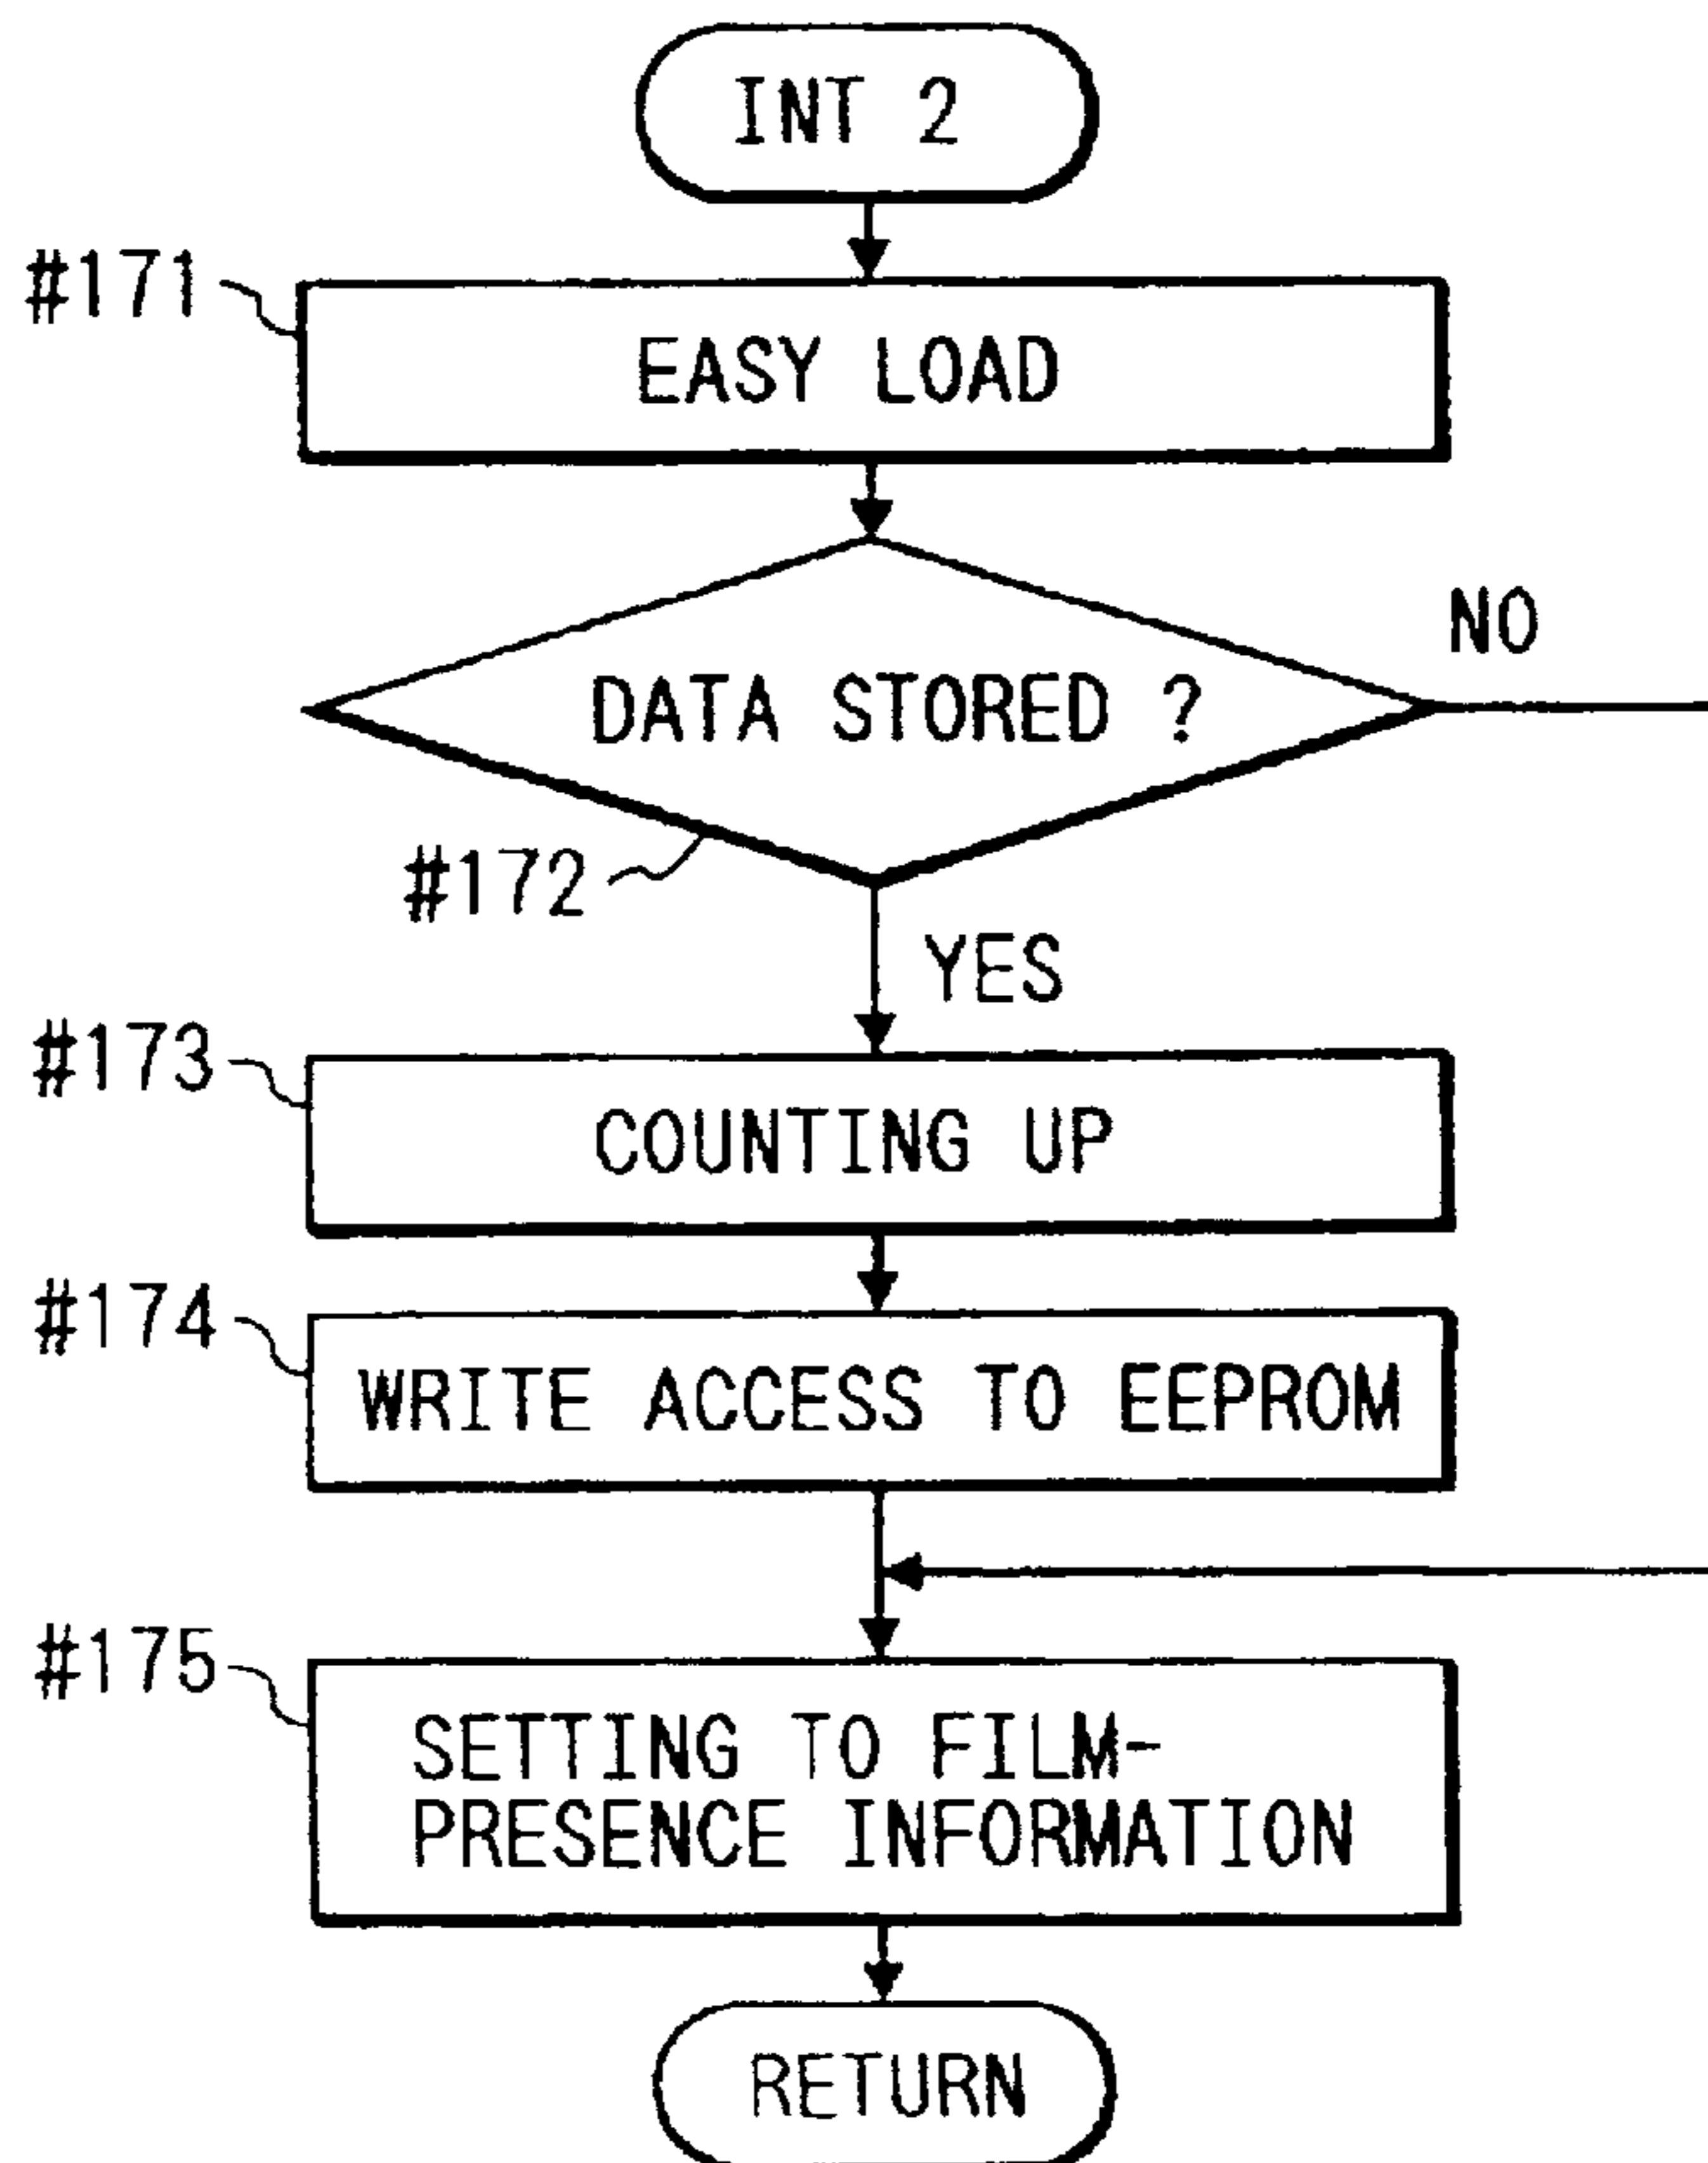 INT 2
#171
EASY LOAD
NO
DATA STORED ?
#172
YES
#173
COUNTING UP
#174
WRITE ACCESS TO EEPROM
#175
SETTING TO FILM-
PRESENCE INFORMATION
RETURN